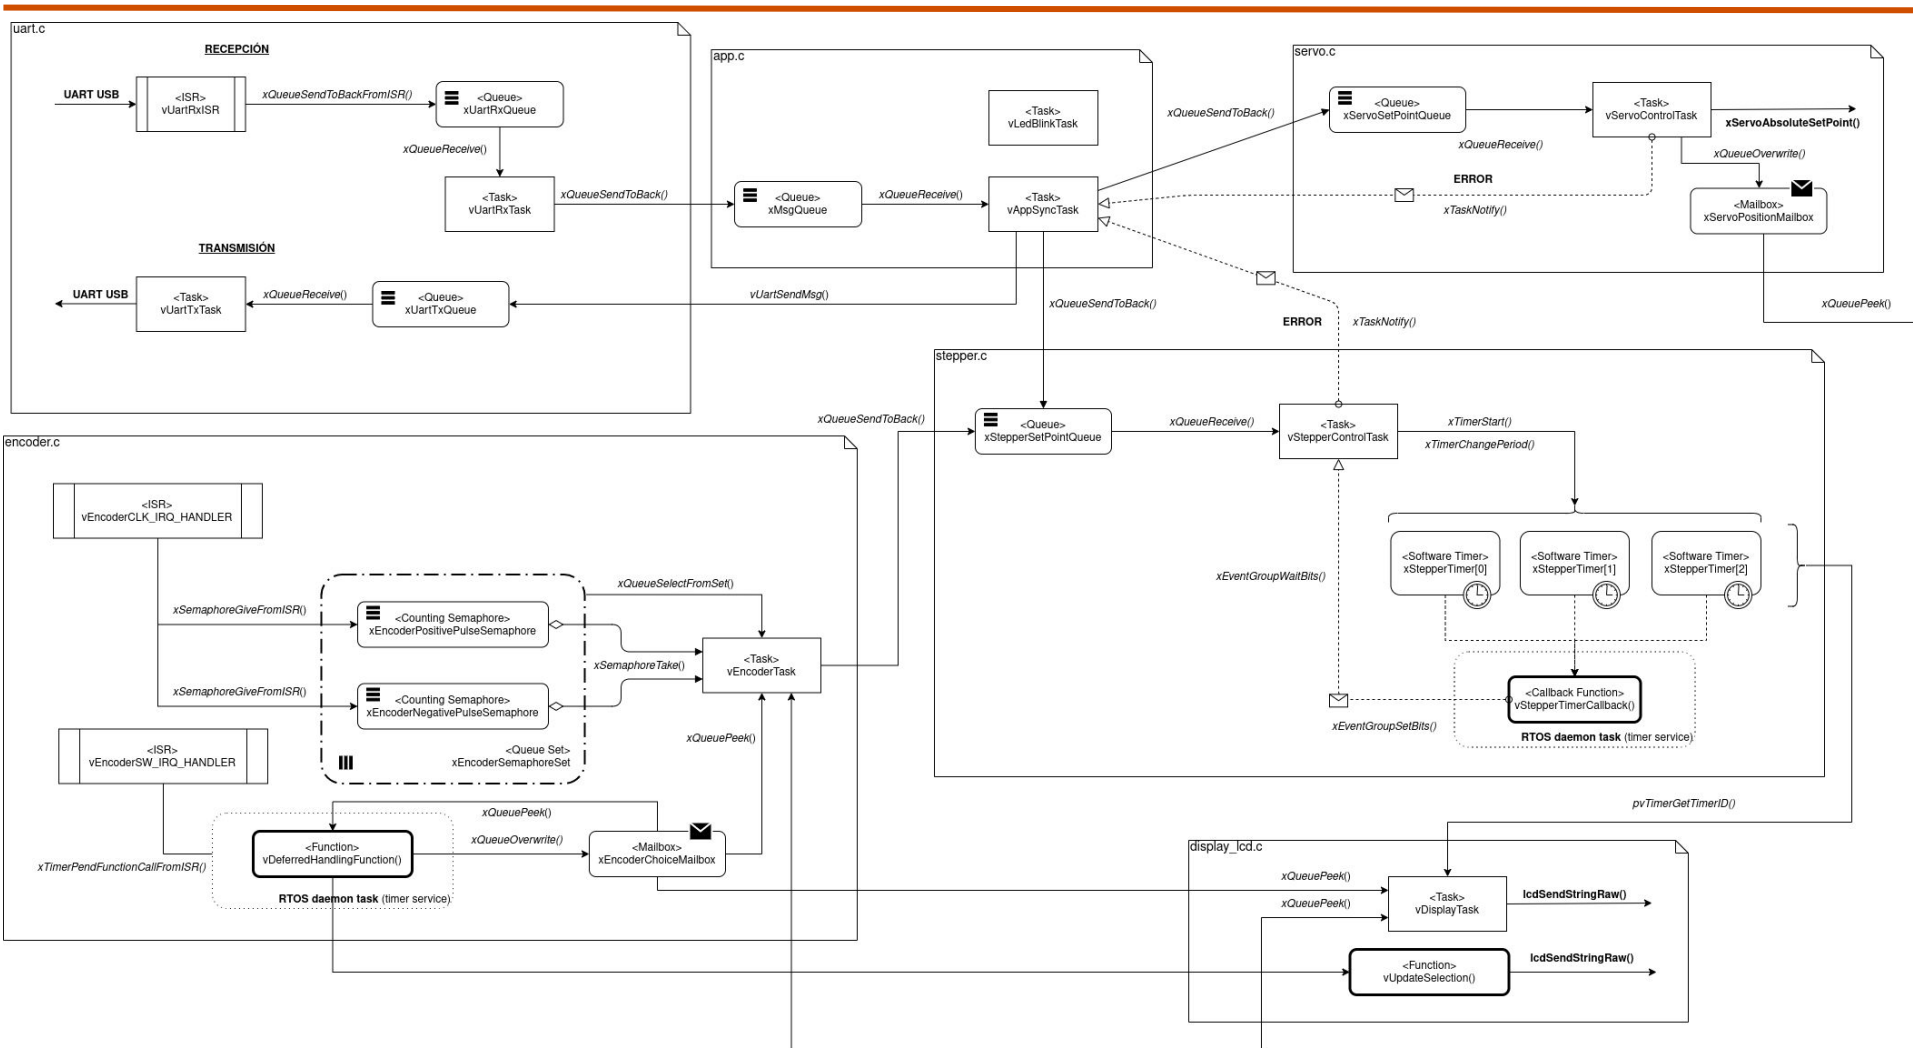 uart.c
RECEPCIÓN
UART USB
<ISR>
vUartRxISR
xQueueSendToBackFromISR()
<Queue>
xUartRxQueue
xQueueReceive()
<Task>
vUartRxTask
xQueueSendToBack()
TRANSMISIÓN
UART USB
<Task>
vUartTxTask
xQueueReceive()
<Queue>
xUartTxQueue
vUartSendMsg()
app.c
<Task>
vLedBlinkTask
<Queue>
xMsgQueue
xQueueReceive()
<Task>
vAppSyncTask
xQueueSendToBack()
xQueueSendToBack()
servo.c
<Queue>
xServoSetPointQueue
xQueueReceive()
<Task>
vServoControlTask
xServoAbsoluteSetPoint()
xQueueOverwrite()
ERROR
xTaskNotify()
<Mailbox>
xServoPositionMailbox
xQueuePeek()
ERROR
xTaskNotify()
stepper.c
xQueueSendToBack()
<Queue>
xStepperSetPointQueue
xQueueReceive()
<Task>
vStepperControlTask
xTimerStart()
xTimerChangePeriod()
<Software Timer>
xStepperTimer[0]
<Software Timer>
xStepperTimer[1]
<Software Timer>
xStepperTimer[2]
xEventGroupWaitBits()
<Callback Function>
vStepperTimerCallback()
xEventGroupSetBits()
RTOS daemon task (timer service)
pvTimerGetTimerID()
encoder.c
<ISR>
vEncoderCLK_IRQ_HANDLER
xQueueSelectFromSet()
xSemaphoreGiveFromISR()
<Counting Semaphore>
xEncoderPositivePulseSemaphore
xSemaphoreTake()
<Task>
vEncoderTask
xSemaphoreGiveFromISR()
<Counting Semaphore>
xEncoderNegativePulseSemaphore
<Queue Set>
xEncoderSemaphoreSet
xQueuePeek()
<ISR>
vEncoderSW_IRQ_HANDLER
xQueuePeek()
xQueueOverwrite()
<Function>
vDeferredHandlingFunction()
<Mailbox>
xEncoderChoiceMailbox
xTimerPendFunctionCallFromISR()
RTOS daemon task (timer service)
display_lcd.c
xQueuePeek()
xQueuePeek()
<Task>
vDisplayTask
lcdSendStringRaw()
<Function>
vUpdateSelection()
lcdSendStringRaw()